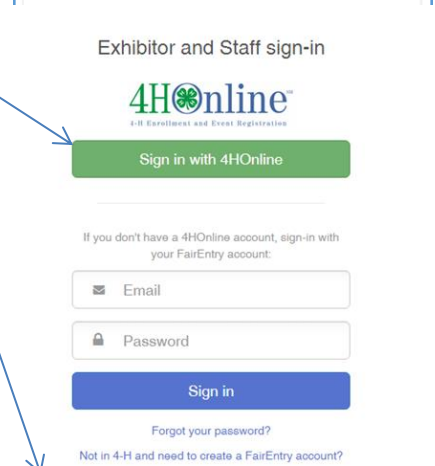 Exhibitor and Staff sign-in
4HOnline
4-H Enrollment and Event Registration
Sign in with 4HOnline
If you don't have a 4HOnline account, sign-in with
your FairEntry account:
Email
Password
Sign in
Forgot your password?
Not in 4-H and need to create a FairEntry account?